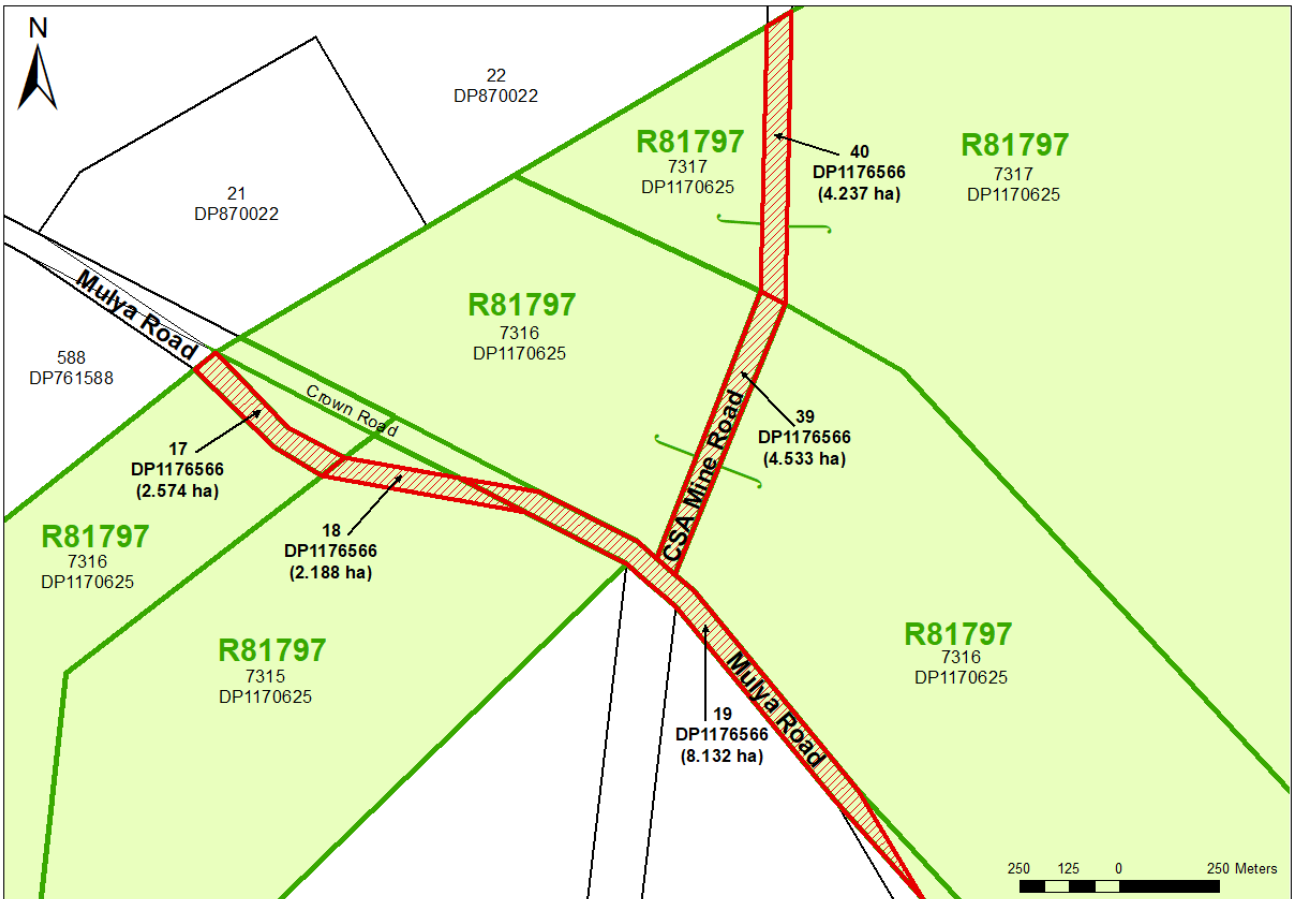 N
22
DP870022
21
DP870022
R81797
7317
DP1170625
40
DP1176566
(4.237 ha)
R81797
7317
DP1170625
Mulya Road
R81797
7316
DP1170625
588
DP761588
Crown Road
17
DP1176566
(2.574 ha)
39
DP1176566
(4.533 ha)
CSA Mine Road
R81797
7316
DP1170625
18
DP1176566
(2.188 ha)
R81797
7315
DP1170625
R81797
7316
DP1170625
Mulya Road
19
DP1176566
(8.132 ha)
250 125 0 250 Meters